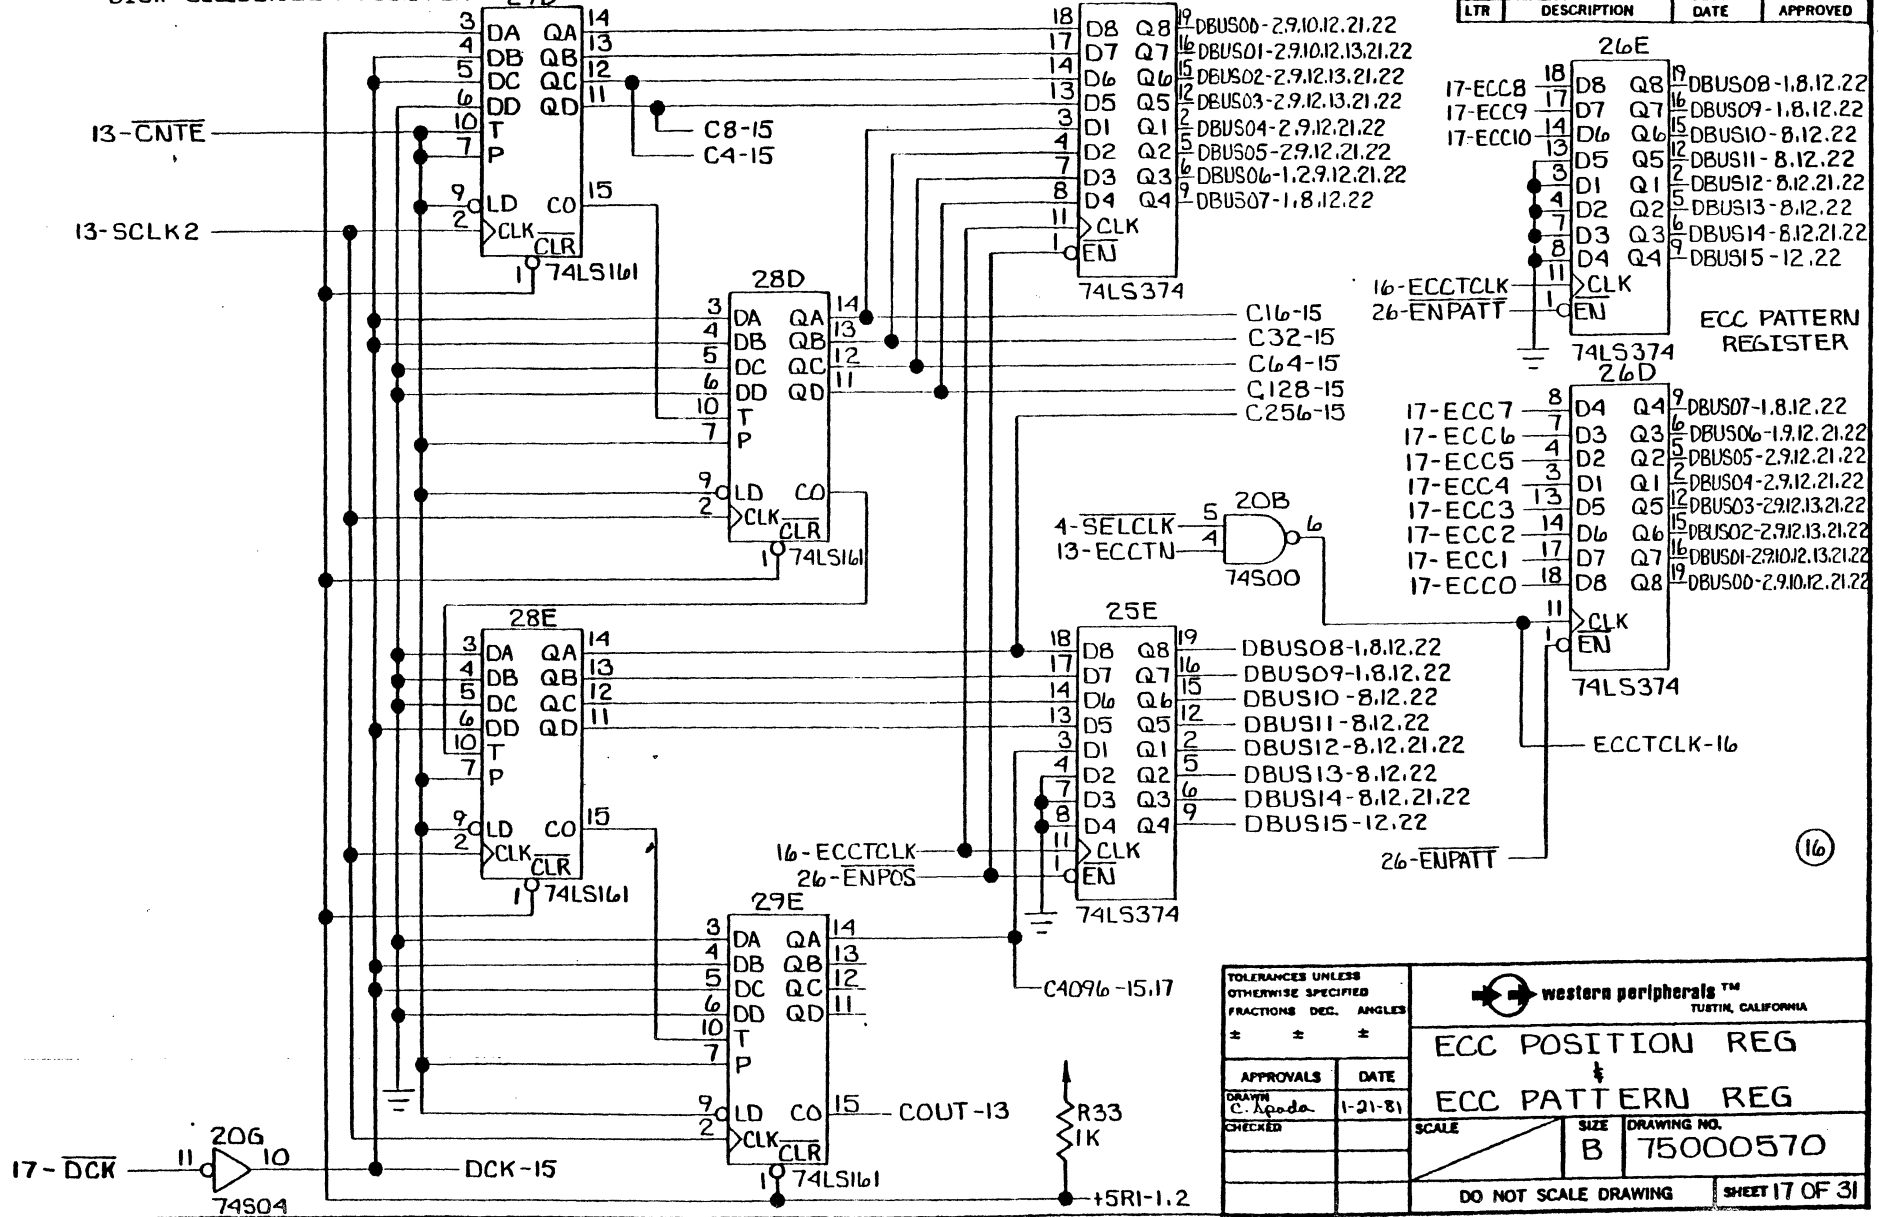 LTR DESCRIPTION DATE APPROVED
3 DA QA 14
4 DB QB 13
5 DC QC 12
6 DD QD 11
10 T
7 P
9 LD CO 15
2 CLK CLR
1 74LS161
13-CNTE
13-SCLK2
C8-15
C4-15
18 D8 Q8 19 DBUS00-2.9.10.12.21.22
17 D7 Q7 16 DBUS01-2.9.10.12.13.21.22
14 D6 Q6 15 DBUS02-2.9.12.13.21.22
13 D5 Q5 12 DBUS03-2.9.12.13.21.22
3 D1 Q1 2 DBUS04-2.9.12.21.22
4 D2 Q2 5 DBUS05-2.9.12.21.22
7 D3 Q3 6 DBUS06-1.2.9.12.21.22
8 D4 Q4 9 DBUS07-1.8.12.22
11 CLK
1 EN
74LS374
26E
17-ECC8 18 D8 Q8 19 DBUS08-1.8.12.22
17-ECC9 17 D7 Q7 16 DBUS09-1.8.12.22
17-ECC10 14 D6 Q6 15 DBUS10-8.12.22
13 D5 Q5 12 DBUS11-8.12.22
3 D1 Q1 2 DBUS12-8.12.21.22
4 D2 Q2 5 DBUS13-8.12.22
7 D3 Q3 6 DBUS14-8.12.21.22
8 D4 Q4 9 DBUS15-12.22
16-ECCTCLK 11 CLK
26-ENPATT 1 EN
74LS374
ECC PATTERN
REGISTER
28D
3 DA QA 14
4 DB QB 13
5 DC QC 12
6 DD QD 11
10 T
7 P
9 LD CO
2 CLK CLR
1 74LS161
C16-15
C32-15
C64-15
C128-15
C256-15
26D
17-ECC7 8 D4 Q4 9 DBUS07-1.8.12.22
17-ECC6 7 D3 Q3 6 DBUS06-1.9.12.21.22
17-ECC5 4 D2 Q2 5 DBUS05-2.9.12.21.22
17-ECC4 3 D1 Q1 2 DBUS04-2.9.12.21.22
17-ECC3 13 D5 Q5 12 DBUS03-2.9.12.13.21.22
17-ECC2 14 D6 Q6 15 DBUS02-2.9.12.13.21.22
17-ECC1 17 D7 Q7 16 DBUS01-2.9.10.12.13.21.22
17-ECC0 18 D8 Q8 19 DBUS00-2.9.10.12.21.22
11 CLK
1 EN
74LS374
20B
4-SELCLK 5
13-ECCTN 4
6
74S00
28E
3 DA QA 14
4 DB QB 13
5 DC QC 12
6 DD QD 11
10 T
7 P
9 LD CO 15
2 CLK CLR
1 74LS161
25E
18 D8 Q8 19 DBUS08-1.8.12.22
17 D7 Q7 16 DBUS09-1.8.12.22
14 D6 Q6 15 DBUS10-8.12.22
13 D5 Q5 12 DBUS11-8.12.22
3 D1 Q1 2 DBUS12-8.12.21.22
4 D2 Q2 5 DBUS13-8.12.22
7 D3 Q3 6 DBUS14-8.12.21.22
8 D4 Q4 9 DBUS15-12.22
16-ECCTCLK 11 CLK
26-ENPOS 1 EN
74LS374
ECCTCLK-16
26-ENPATT
16
29E
3 DA QA 14
4 DB QB 13
5 DC QC 12
6 DD QD 11
10 T
7 P
9 LD CO 15 COUT-13
2 CLK CLR
1 74LS161
C4096-15.17
R33
1K
+5R1-1.2
20G
17-DCK 11 10 DCK-15
74S04
TOLERANCES UNLESS
OTHERWISE SPECIFIED
FRACTIONS DEC. ANGLES
± ± ±
APPROVALS DATE
DRAWN C. Spada 1-21-81
CHECKED
western peripherals ™
TUSTIN, CALIFORNIA
ECC POSITION REG
&
ECC PATTERN REG
SCALE
SIZE B
DRAWING NO. 75000570
DO NOT SCALE DRAWING SHEET 17 OF 31